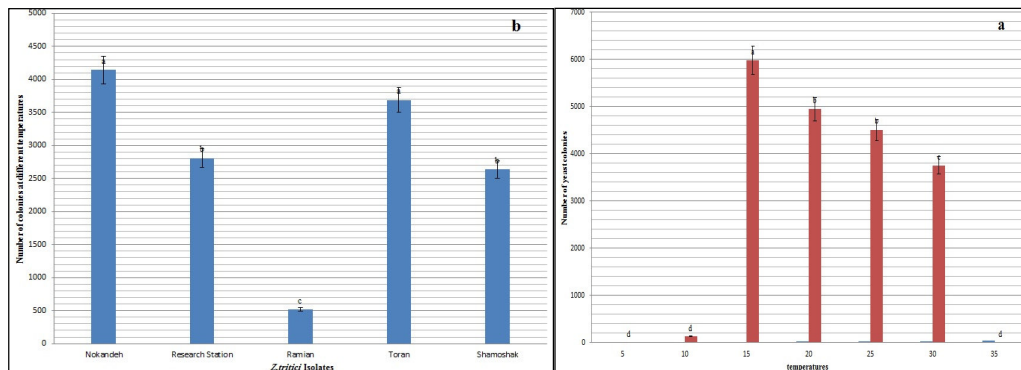 b
Number of colonies at different temperatures
5000
4500
4000
3500
3000
2500
2000
1500
1000
500
0
a
b
c
a
b
Nokandeh
Research Station
Ramian
Toran
Shamoshak
Z.tritici Isolates
a
Number of yeast colonies
7000
6000
5000
4000
3000
2000
1000
0
d
d
a
b
b
c
d
5
10
15
20
25
30
35
temperatures